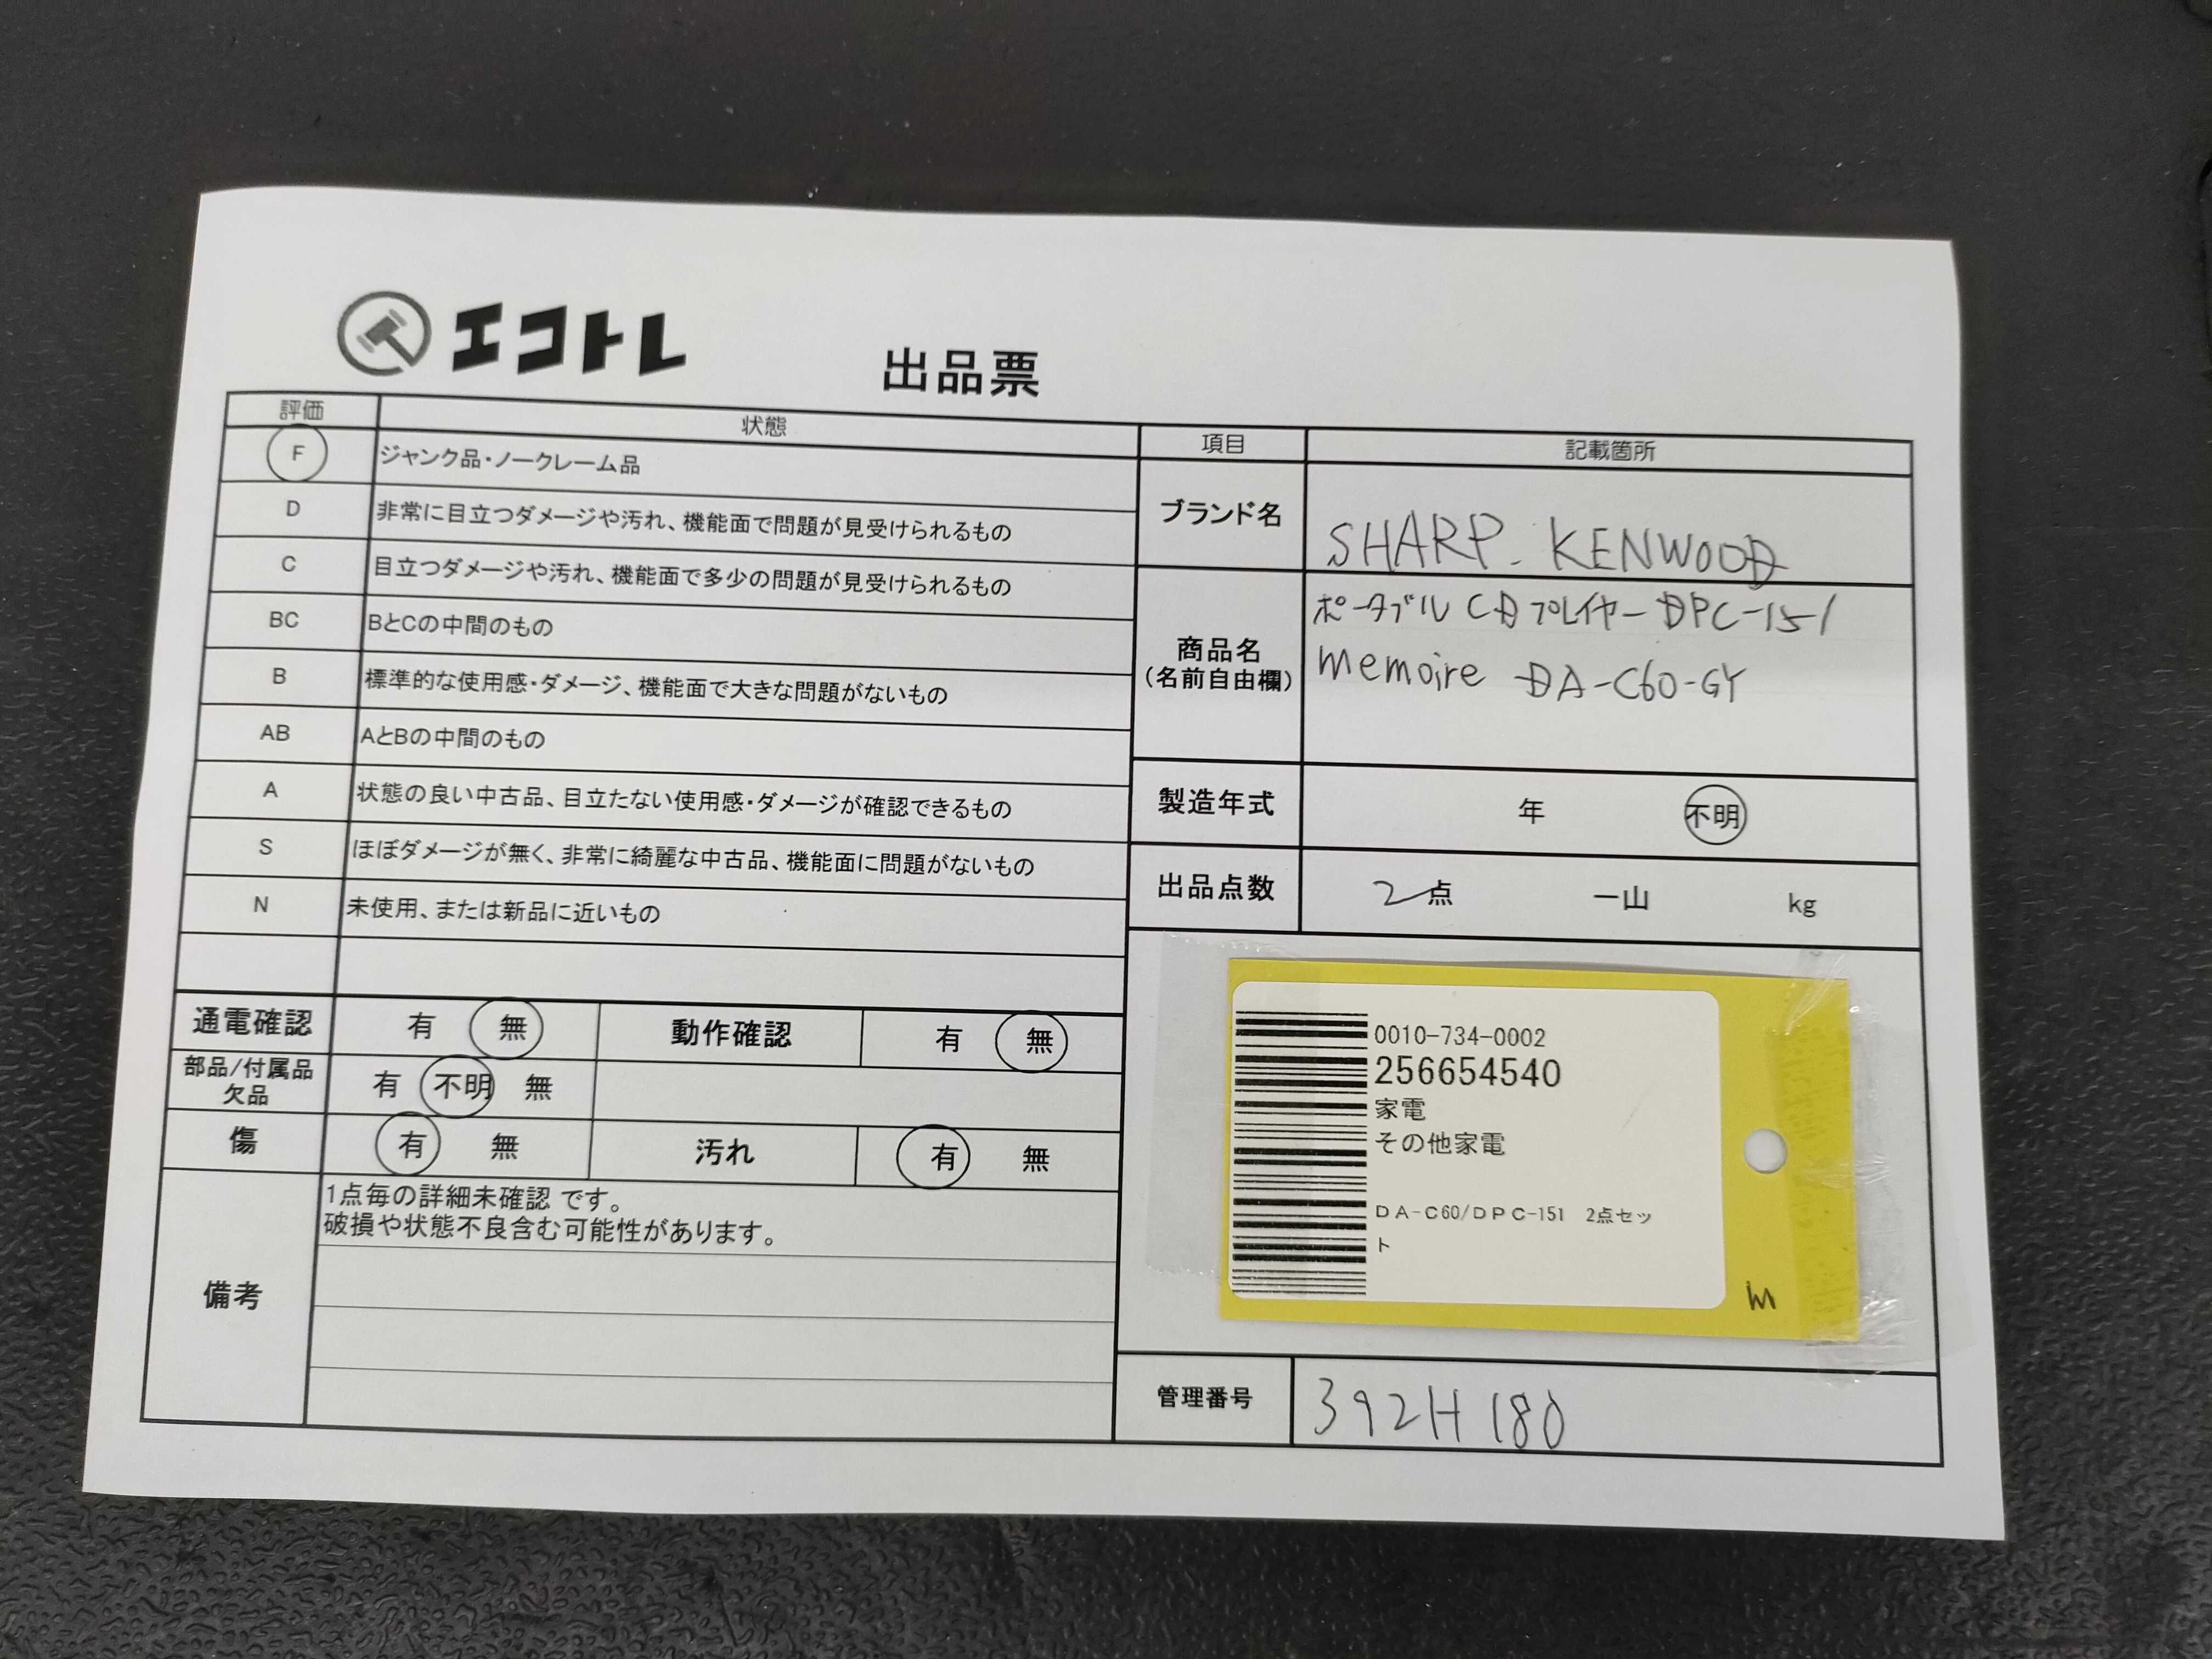 エコトレ
出品票
評価 状態
F ジャンク品・ノークレーム品
D 非常に目立つダメージや汚れ、機能面で問題が見受けられるもの
C 目立つダメージや汚れ、機能面で多少の問題が見受けられるもの
BC BとCの中間のもの
B 標準的な使用感・ダメージ、機能面で大きな問題がないもの
AB AとBの中間のもの
A 状態の良い中古品、目立たない使用感・ダメージが確認できるもの
S ほぼダメージが無く、非常に綺麗な中古品、機能面に問題がないもの
N 未使用、または新品に近いもの
通電確認 有 無 動作確認 有 無
部品/付属品
欠品 有 不明 無
傷 有 無 汚れ 有 無
備考
1点毎の詳細未確認 です。
破損や状態不良含む可能性があります。
項目 記載箇所
ブランド名 SHARP. KENWOOD
商品名
(名前自由欄)
ポータブル CDプレイヤー DPC-151
memoire DA-C60-GY
製造年式 年 不明
出品点数 2点 一山 kg
0010-734-0002
256654540
家電
その他家電
DA-C60/DPC-151 2点セッ
ト
管理番号 392H180